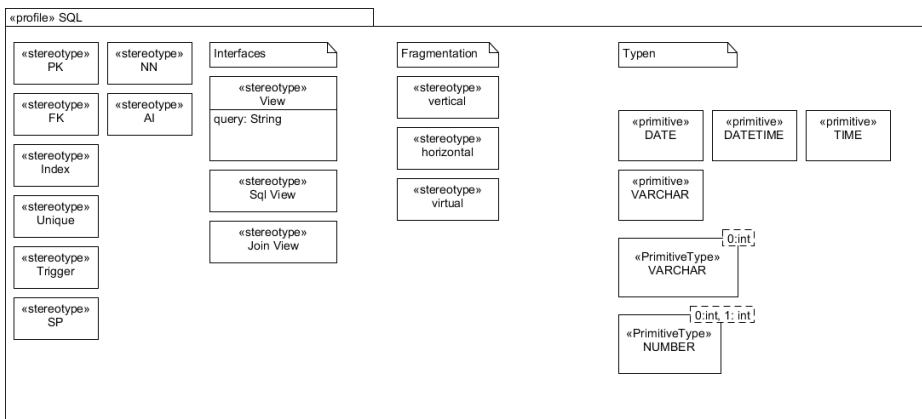 «profile» SQL
«stereotype»
PK
«stereotype»
NN
«stereotype»
FK
«stereotype»
AI
«stereotype»
Index
«stereotype»
Unique
«stereotype»
Trigger
«stereotype»
SP
Interfaces
«stereotype»
View
query: String
«stereotype»
Sql View
«stereotype»
Join View
Fragmentation
«stereotype»
vertical
«stereotype»
horizontal
«stereotype»
virtual
Typen
«primitive»
DATE
«primitive»
DATETIME
«primitive»
TIME
«primitive»
VARCHAR
0:int
«PrimitiveType»
VARCHAR
0:int, 1: int
«PrimitiveType»
NUMBER